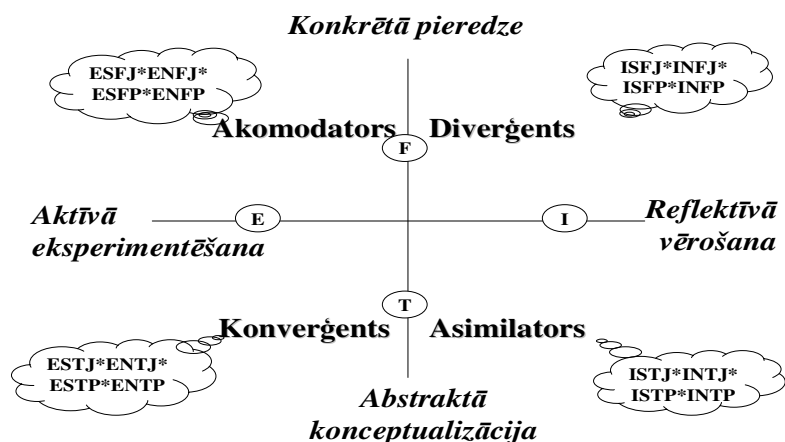 Konkrētā pieredze
ESFJ*ENFJ*
ESFP*ENFP
ISFJ*INFJ*
ISFP*INFP
Akomodators
Diverģents
F
Aktīvā
eksperimentēšana
E
I
Reflektīvā
vērošana
T
Konverģents
Asimilators
ESTJ*ENTJ*
ESTP*ENTP
ISTJ*INTJ*
ISTP*INTP
Abstraktā
konceptualizācija